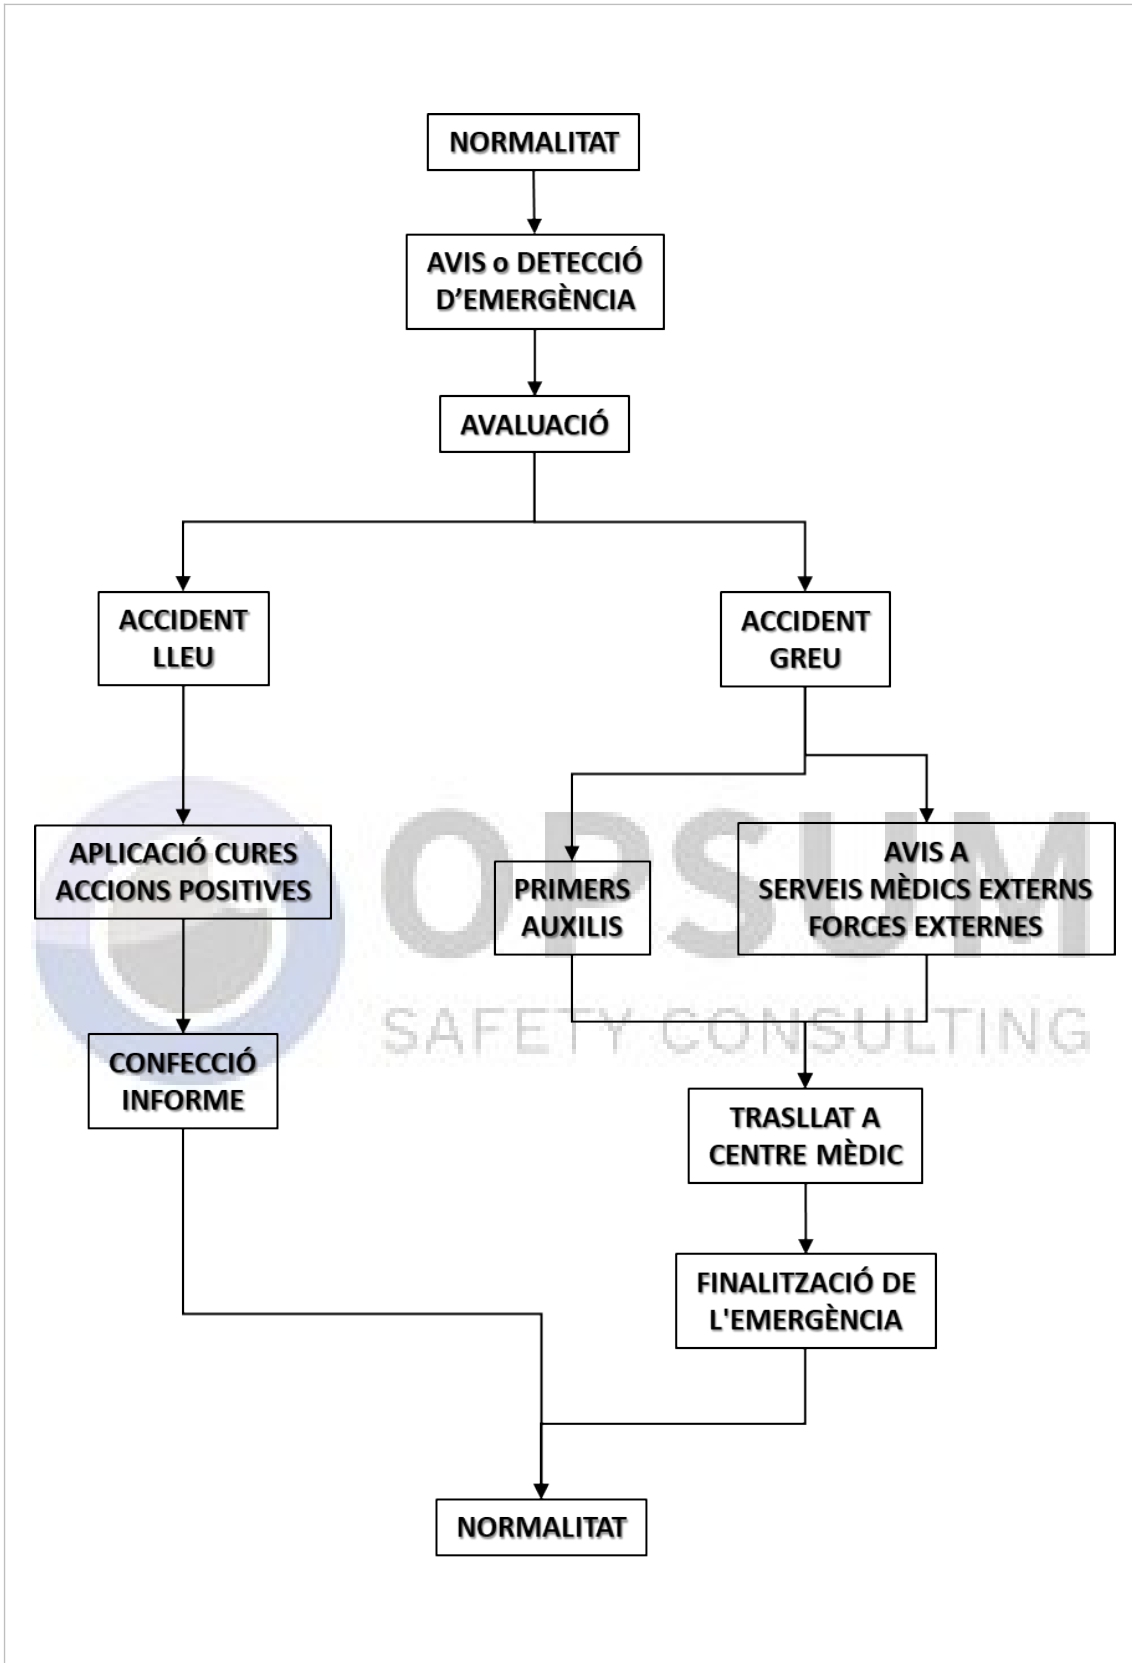 NORMALITAT
AVIS o DETECCIÓ
D'EMERGÈNCIA
AVALUACIÓ
ACCIDENT
LLEU
ACCIDENT
GREU
APLICACIÓ CURES
ACCIONS POSITIVES
PRIMERS
AUXILIS
AVIS A
SERVEIS MÈDICS EXTERNS
FORCES EXTERNES
OPSUM
SAFETY CONSULTING
CONFECCIÓ
INFORME
TRASLLAT A
CENTRE MÈDIC
FINALITZACIÓ DE
L'EMERGÈNCIA
NORMALITAT